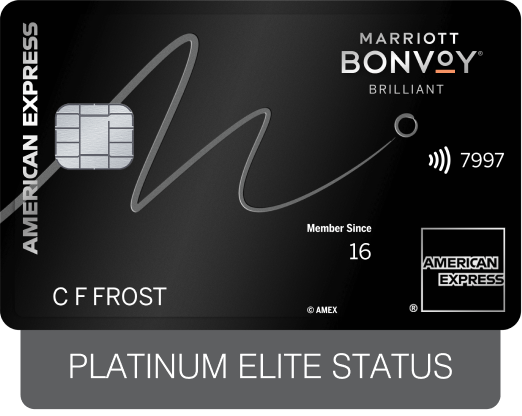 AMERICAN EXPRESS
MARRIOTT
BONVOY®
BRILLIANT
7997
Member Since
16
AMERICAN
EXPRESS
C F FROST
© AMEX
®
PLATINUM ELITE STATUS